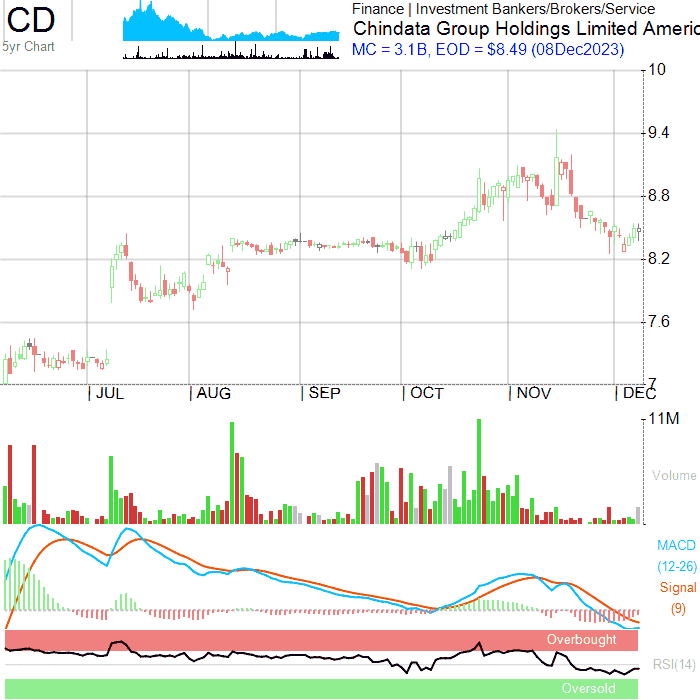 CD
5yr Chart
Finance | Investment Bankers/Brokers/Service
Chindata Group Holdings Limited Americ
MC = 3.1B, EOD = $8.49 (08Dec2023)
10
9.4
8.8
8.2
7.6
7
JUL
AUG
SEP
OCT
NOV
DEC
11M
Volume
MACD
(12-26)
Signal
(9)
Overbought
RSI(14)
Oversold